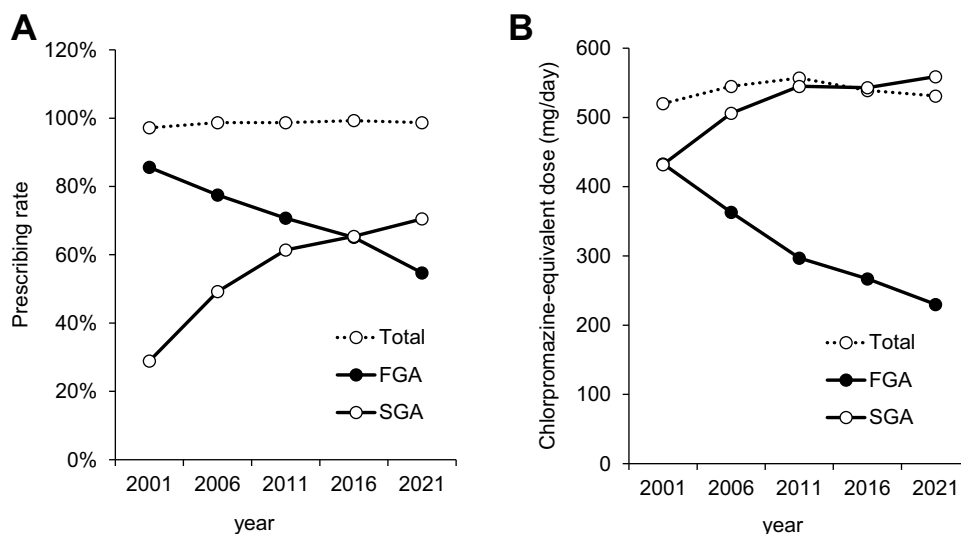 A
Prescribing rate
120%
100%
80%
60%
40%
20%
0%
2001 2006 2011 2016 2021
year
Total
FGA
SGA
B
Chlorpromazine-equivalent dose (mg/day)
600
500
400
300
200
100
0
2001 2006 2011 2016 2021
year
Total
FGA
SGA